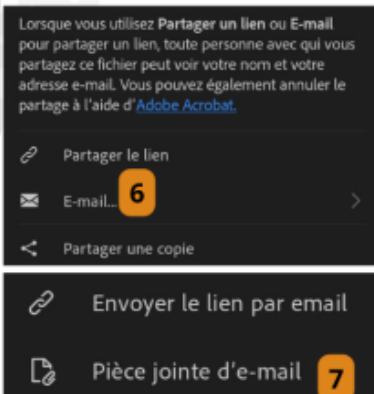 Lorsque vous utilisez Partager un lien ou E-mail
pour partager un lien, toute personne avec qui vous
partagez ce fichier peut voir votre nom et votre
adresse e-mail. Vous pouvez également annuler le
partage à l'aide d'Adobe Acrobat.
Partager le lien
E-mail... 6
Partager une copie
Envoyer le lien par email
Pièce jointe d'e-mail 7